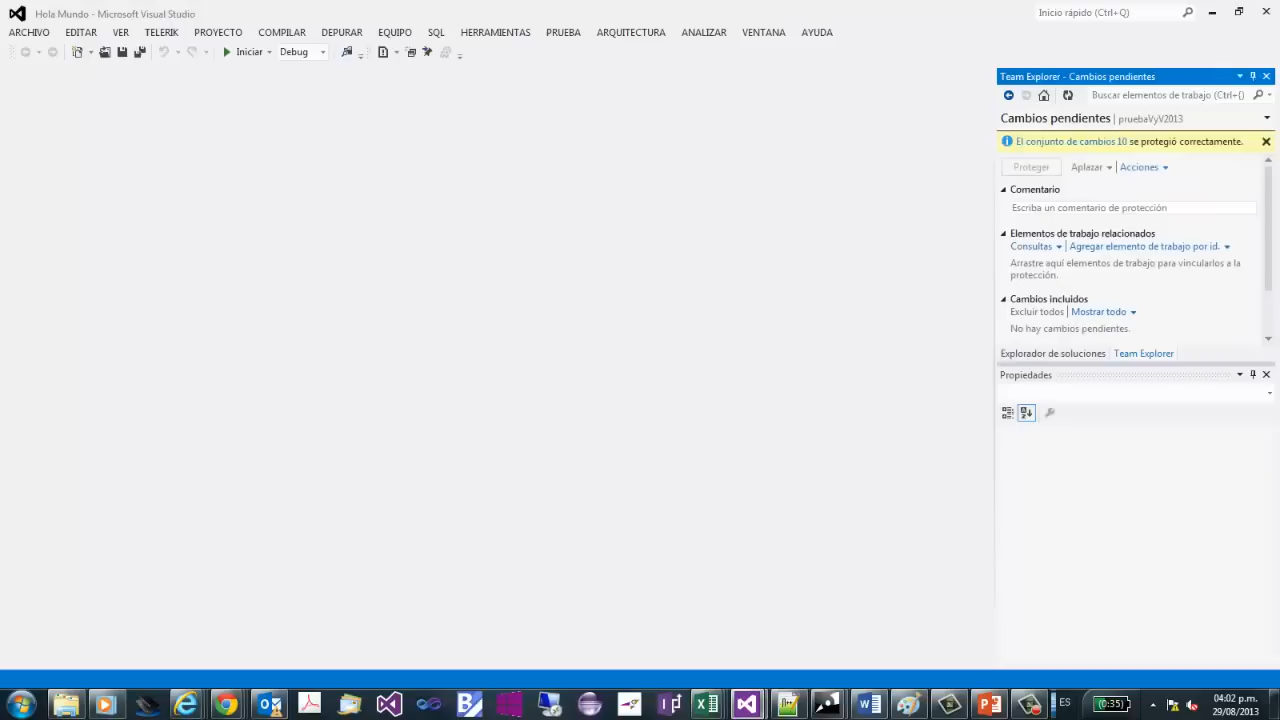 Hola Mundo - Microsoft Visual Studio
Inicio rápido (Ctrl+Q)
ARCHIVO EDITAR VER TELERIK PROYECTO COMPILAR DEPURAR EQUIPO SQL HERRAMIENTAS PRUEBA ARQUITECTURA ANALIZAR VENTANA AYUDA
Iniciar Debug
Team Explorer - Cambios pendientes
Buscar elementos de trabajo (Ctrl+{)
Cambios pendientes | pruebaVyV2013
El conjunto de cambios 10 se protegió correctamente.
Proteger Aplazar | Acciones
Comentario
Escriba un comentario de protección
Elementos de trabajo relacionados
Consultas | Agregar elemento de trabajo por id.
Arrastre aquí elementos de trabajo para vincularlos a la
protección.
Cambios incluidos
Excluir todos | Mostrar todo
No hay cambios pendientes.
Explorador de soluciones Team Explorer
Propiedades
ES
(0:35)
04:02 p.m.
29/08/2013